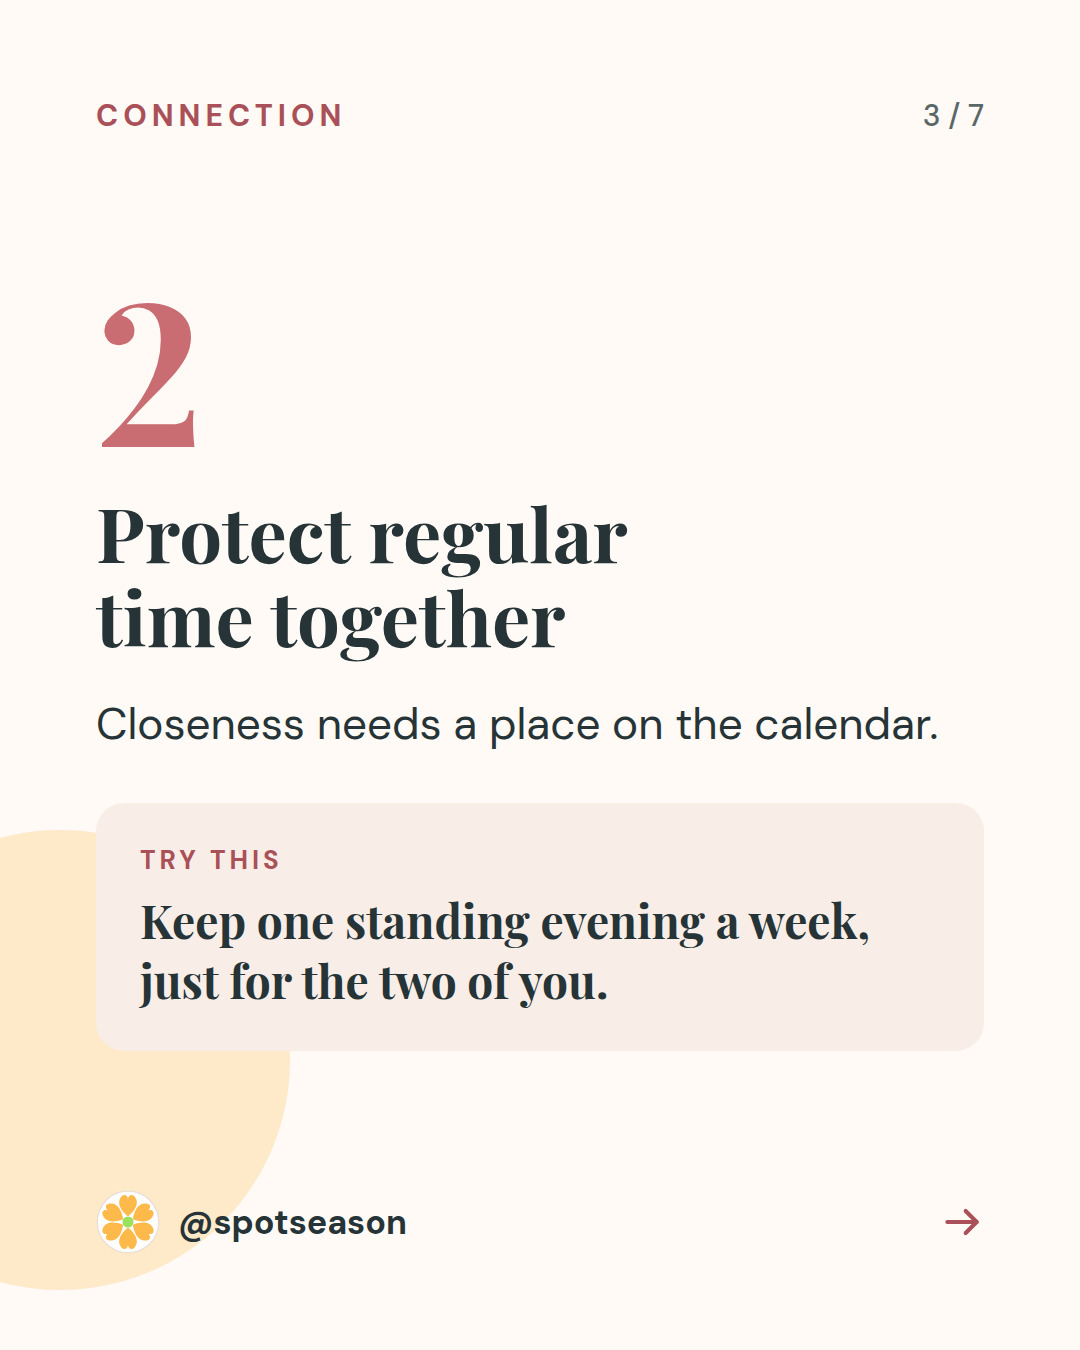 CONNECTION
3 / 7
2
Protect regular
time together
Closeness needs a place on the calendar.
TRY THIS
Keep one standing evening a week,
just for the two of you.
@spotseason